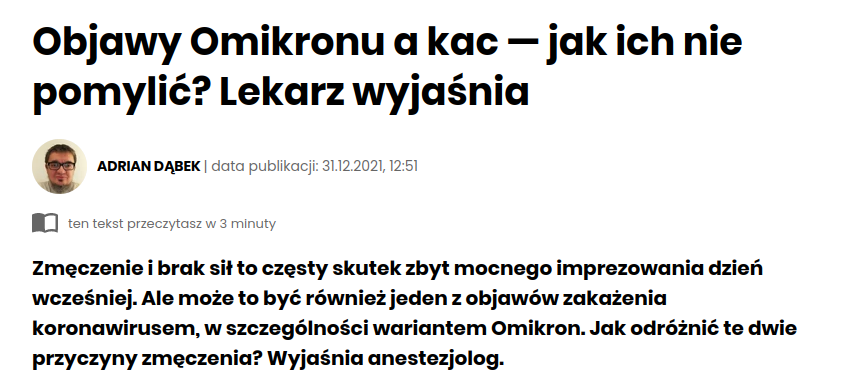 Objawy Omikronu a kac — jak ich nie
pomylić? Lekarz wyjaśnia
ADRIAN DĄBEK | data publikacji: 31.12.2021, 12:51
ten tekst przeczytasz w 3 minuty
Zmęczenie i brak sił to częsty skutek zbyt mocnego imprezowania dzień
wcześniej. Ale może to być również jeden z objawów zakażenia
koronawirusem, w szczególności wariantem Omikron. Jak odróżnić te dwie
przyczyny zmęczenia? Wyjaśnia anestezjolog.